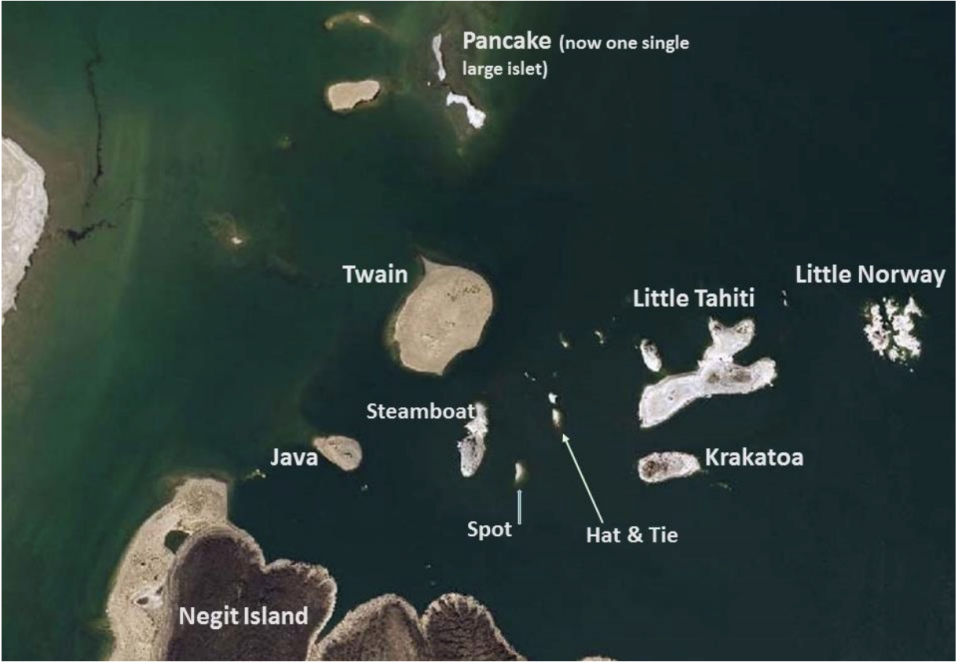 Pancake (now one single
large islet)
Twain
Little Norway
Little Tahiti
Steamboat
Java
Krakatoa
Spot
Hat & Tie
Negit Island